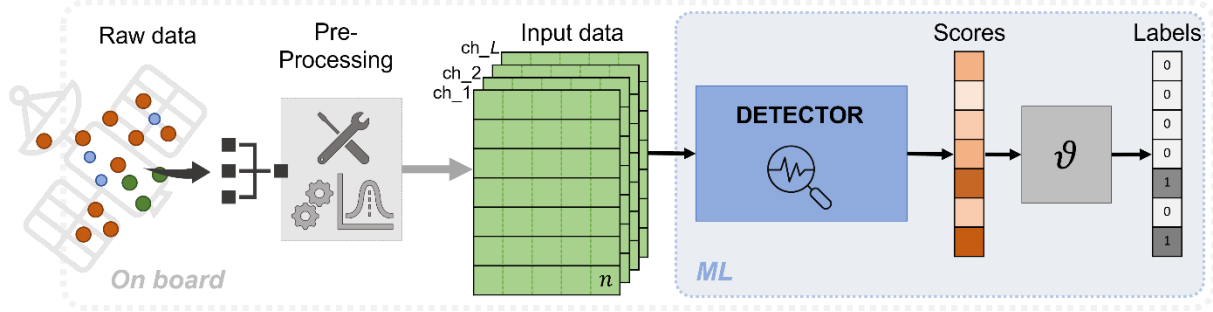 Raw data
Pre-
Processing
Input data
ch_L
ch_2
ch_1
n
On board
DETECTOR
ML
Scores
ϑ
Labels
0
0
0
0
1
0
1